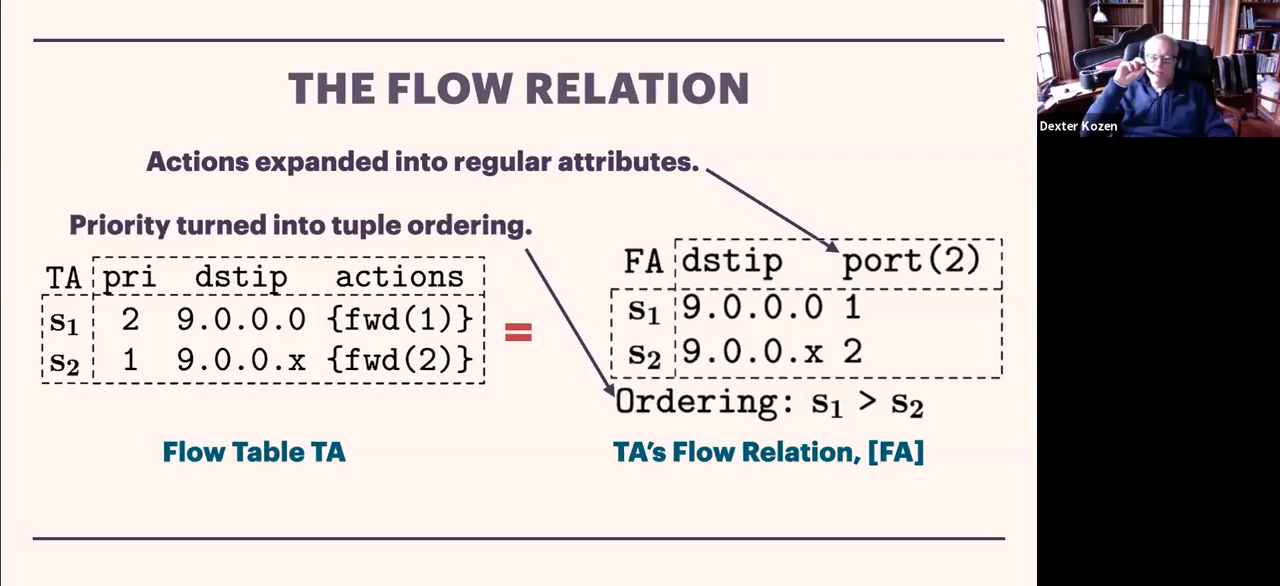 THE FLOW RELATION
Dexter Kozen
Actions expanded into regular attributes.
Priority turned into tuple ordering.
TA pri dstip actions
s₁ 2 9.0.0.0 {fwd(1)}
s₂ 1 9.0.0.x {fwd(2)}
=
FA dstip port(2)
s₁ 9.0.0.0 1
s₂ 9.0.0.x 2
Ordering: s₁ > s₂
Flow Table TA
TA’s Flow Relation, [FA]